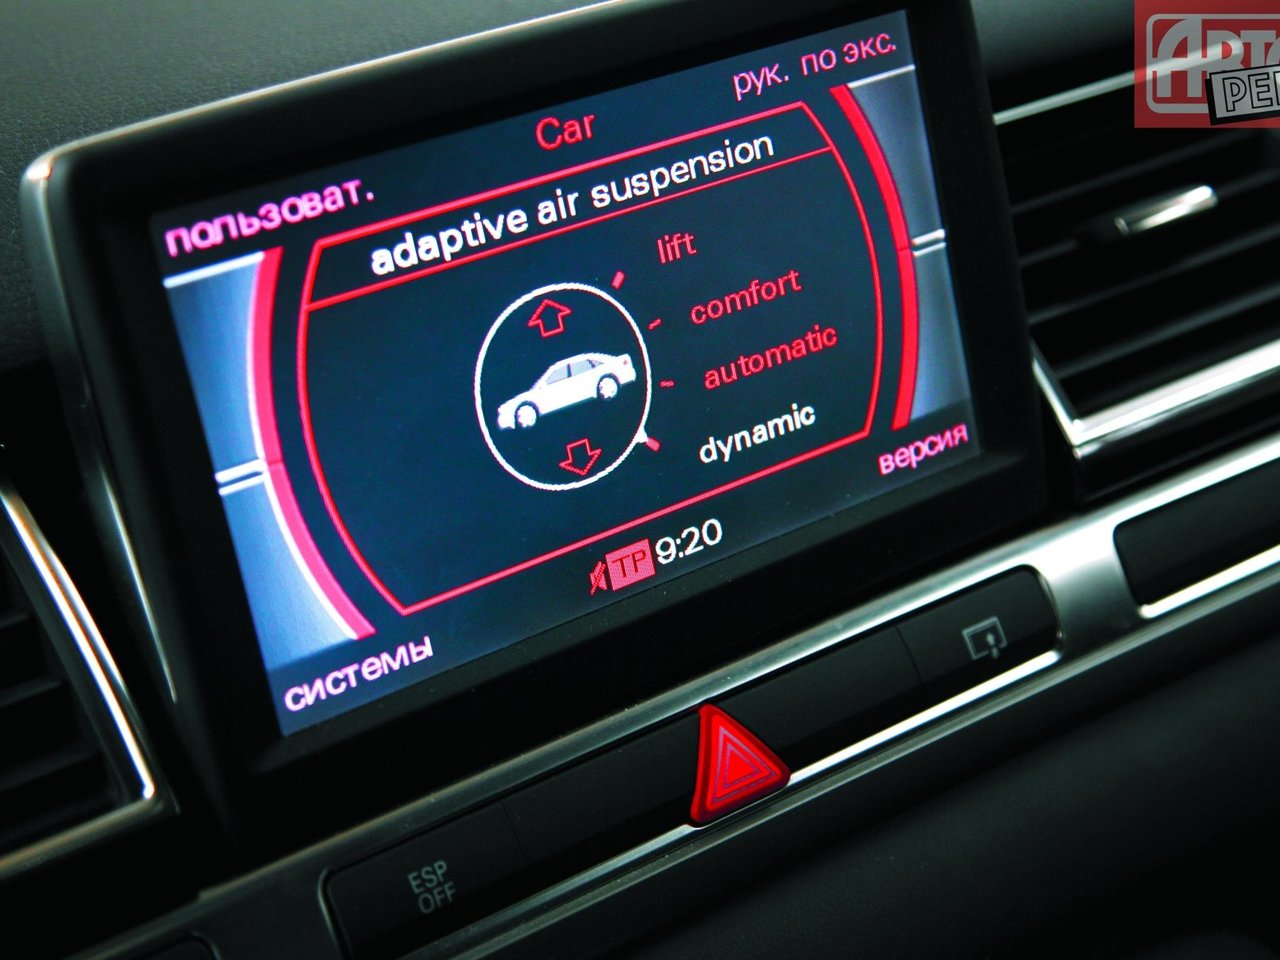 рук. по экс.
Car
пользоват.
adaptive air suspension
lift
comfort
automatic
dynamic
версия
TP 9:20
системы
ESP
OFF